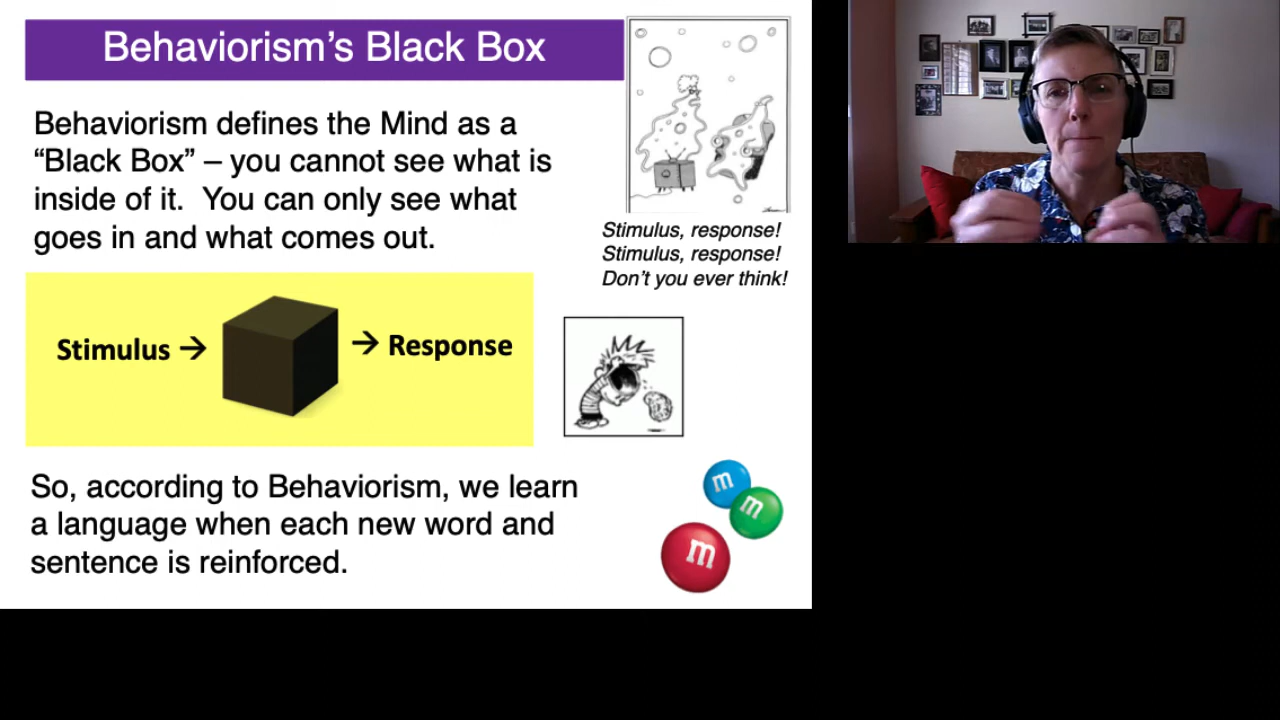 Behaviorism's Black Box
Behaviorism defines the Mind as a
“Black Box” – you cannot see what is
inside of it.  You can only see what
goes in and what comes out.
Stimulus, response!
Stimulus, response!
Don't you ever think!
Stimulus →
→ Response
So, according to Behaviorism, we learn
a language when each new word and
sentence is reinforced.
m
m
m